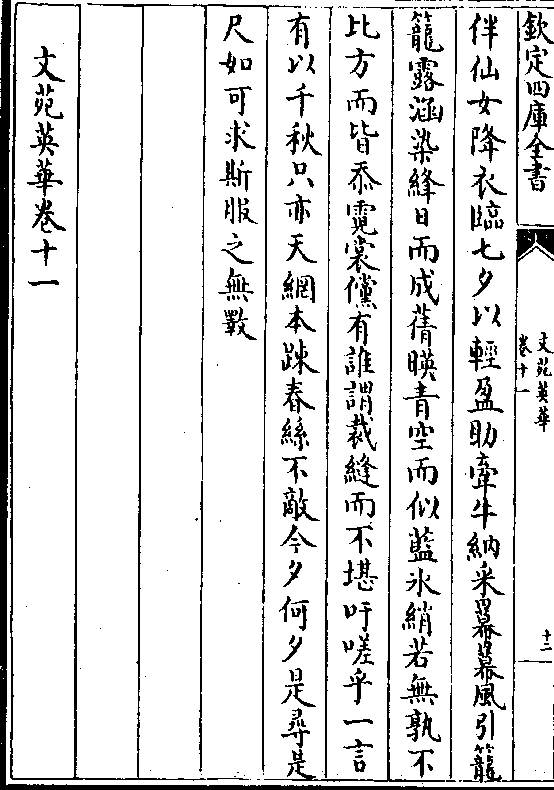 欽定四庫全書
文苑英華
卷十一
十二
伴仙女降衣臨七夕以輕盈助牽牛納采冪冪風引籠
籠露涵染絳日而成蒨暎青空而似藍氷綃若無孰不
比方而皆忝霓裳儻有誰謂裁縫而不堪吁嗟乎一言
有以千秋只亦天網本踈春絲不敵今夕何夕是尋是
尺如可求斯服之無斁
文苑英華卷十一